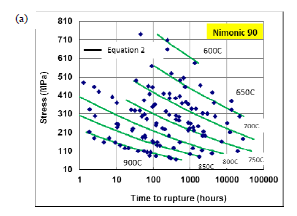 (a)
810
Nimonic 90
710
Equation 2
600C
610
510
650C
410
310
700C
210
110
900C
850C
800C
750C
10
1 10 100 1000 10000 100000
Stress (MPa)
Time to rupture (hours)